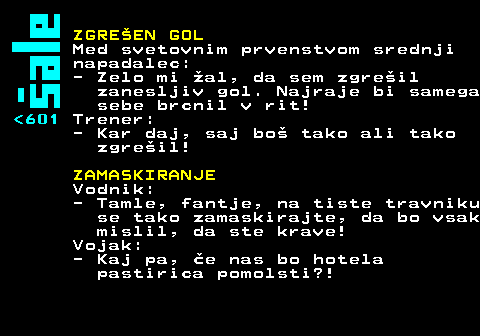 šale
<601
ZGREŠEN GOL
Med svetovnim prvenstvom srednji
napadalec:
- Zelo mi žal, da sem zgrešil
zanesljiv gol. Najraje bi samega
sebe brcnil v rit!
Trener:
- Kar daj, saj boš tako ali tako
zgrešil!
ZAMASKIRANJE
Vodnik:
- Tamle, fantje, na tiste travniku
se tako zamaskirajte, da bo vsak
mislil, da ste krave!
Vojak:
- Kaj pa, če nas bo hotela
pastirica pomolsti?!